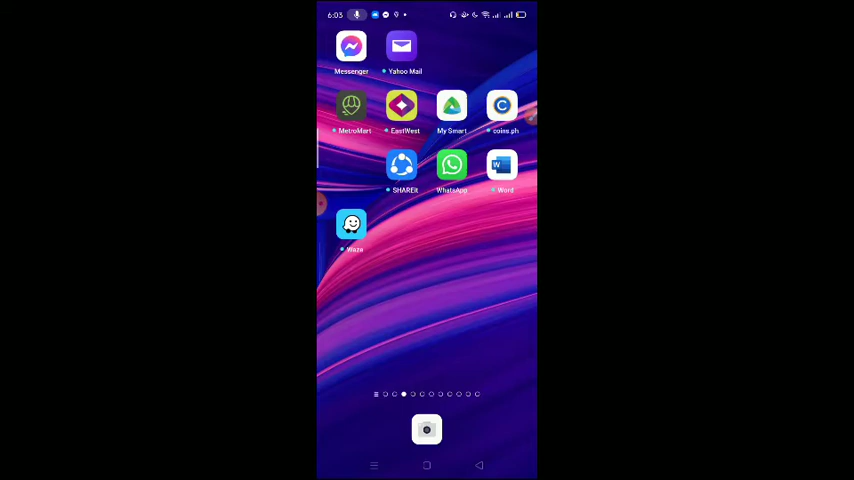 6:03
Messenger
Yahoo Mail
MetroMart
EastWest
My Smart
coins.ph
SHAREit
WhatsApp
Word
Waze